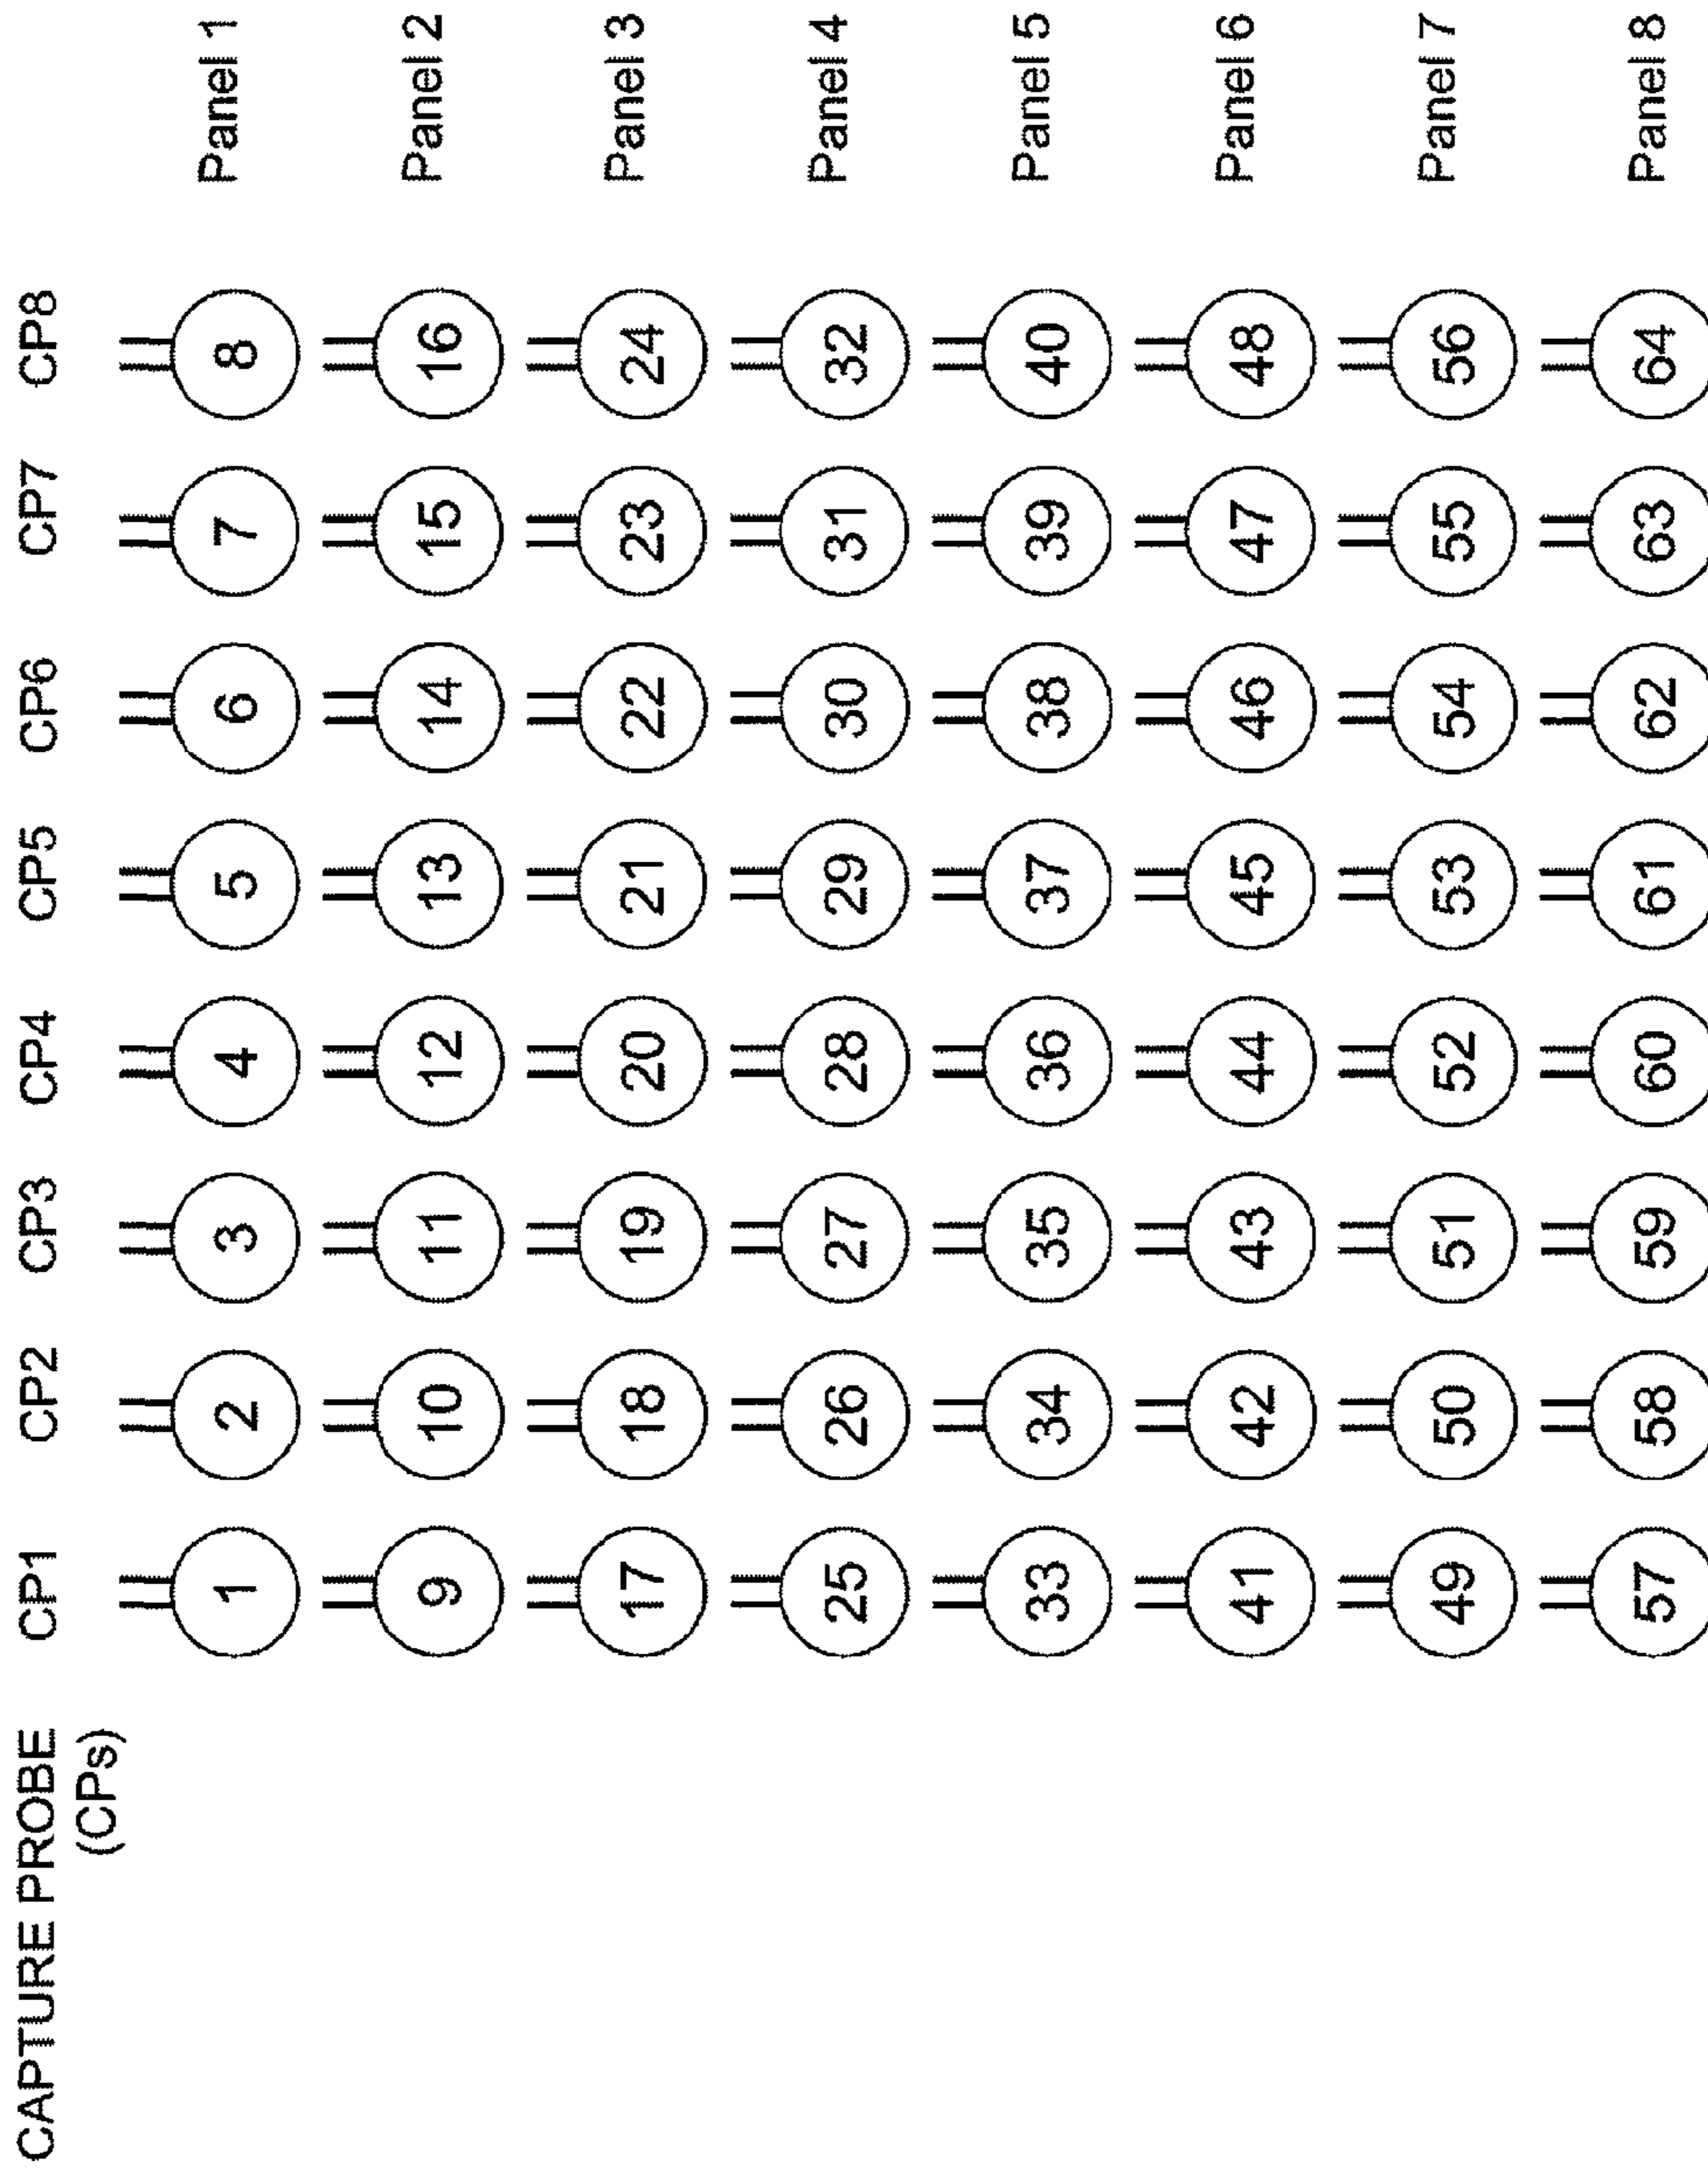 CAPTURE PROBE CP1 CP2 CP3 CP4 CP5 CP6 CP7 CP8
(CPs)
1 2 3 4 5 6 7 8 Panel 1
9 10 11 12 13 14 15 16 Panel 2
17 18 19 20 21 22 23 24 Panel 3
25 26 27 28 29 30 31 32 Panel 4
33 34 35 36 37 38 39 40 Panel 5
41 42 43 44 45 46 47 48 Panel 6
49 50 51 52 53 54 55 56 Panel 7
57 58 59 60 61 62 63 64 Panel 8